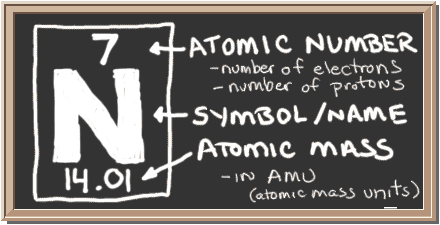 7
N
14.01
ATOMIC NUMBER
-number of electrons
-number of protons
SYMBOL/NAME
ATOMIC MASS
-IN AMU
(atomic mass units)